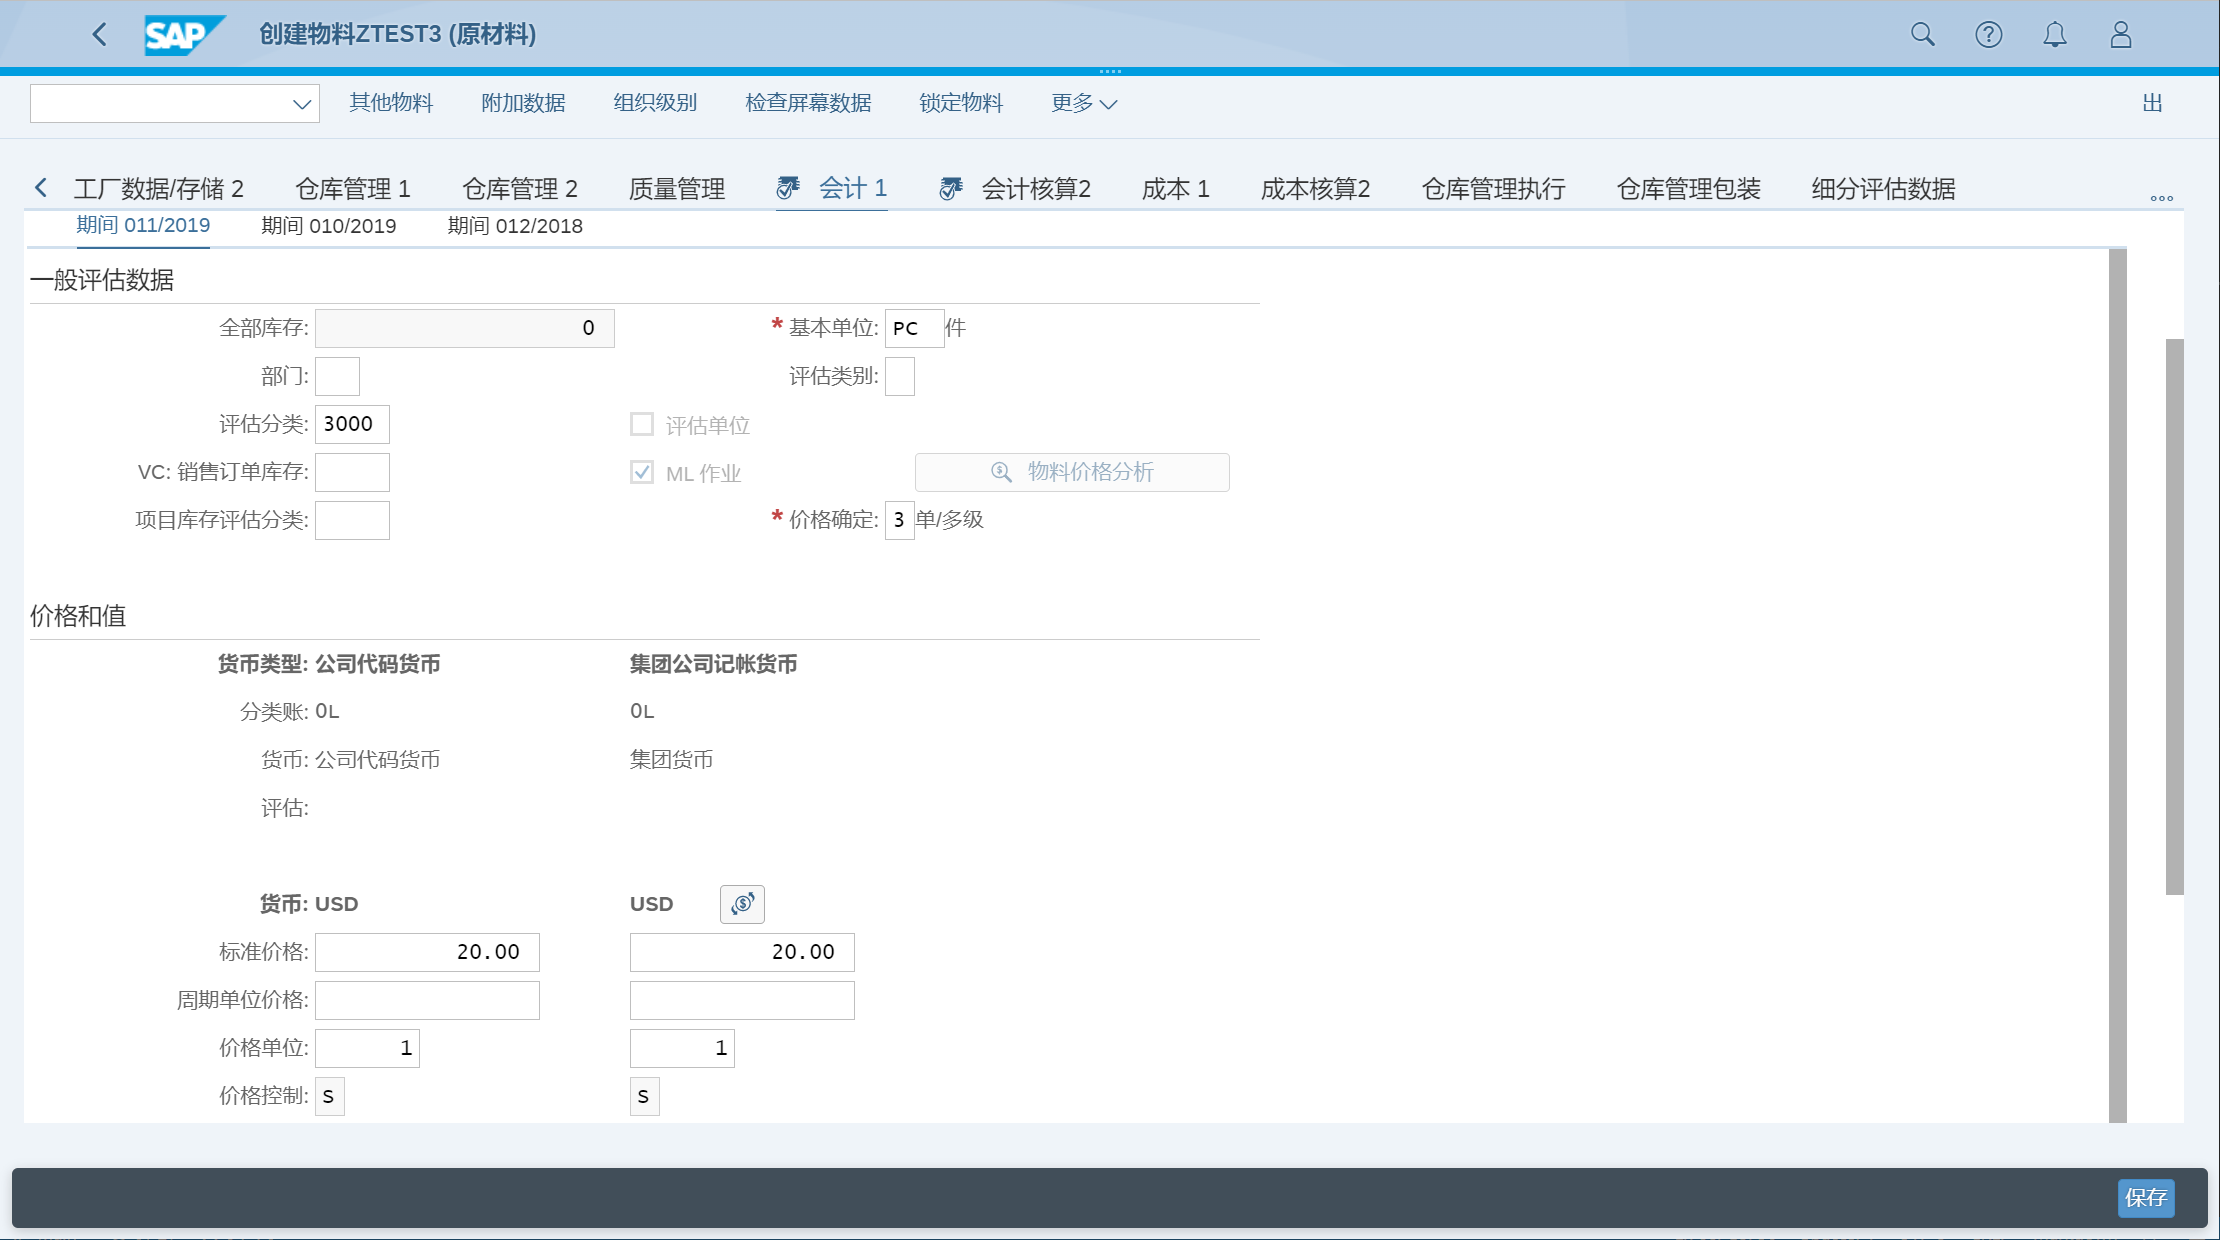 SAP 创建物料ZTEST3 (原材料)
其他物料 附加数据 组织级别 检查屏幕数据 锁定物料 更多 出
工厂数据/存储 2 仓库管理 1 仓库管理 2 质量管理 会计 1 会计核算2 成本 1 成本核算2 仓库管理执行 仓库管理包装 细分评估数据
期间 011/2019 期间 010/2019 期间 012/2018
一般评估数据
全部库存: 0 * 基本单位: PC 件
部门: 评估类别:
评估分类: 3000 评估单位
VC: 销售订单库存: ML 作业 物料价格分析
项目库存评估分类: * 价格确定: 3 单/多级
价格和值
货币类型: 公司代码货币 集团公司记帐货币
分类账: 0L 0L
货币: 公司代码货币 集团货币
评估:
货币: USD USD
标准价格: 20.00 20.00
周期单位价格:
价格单位: 1 1
价格控制: S S
保存